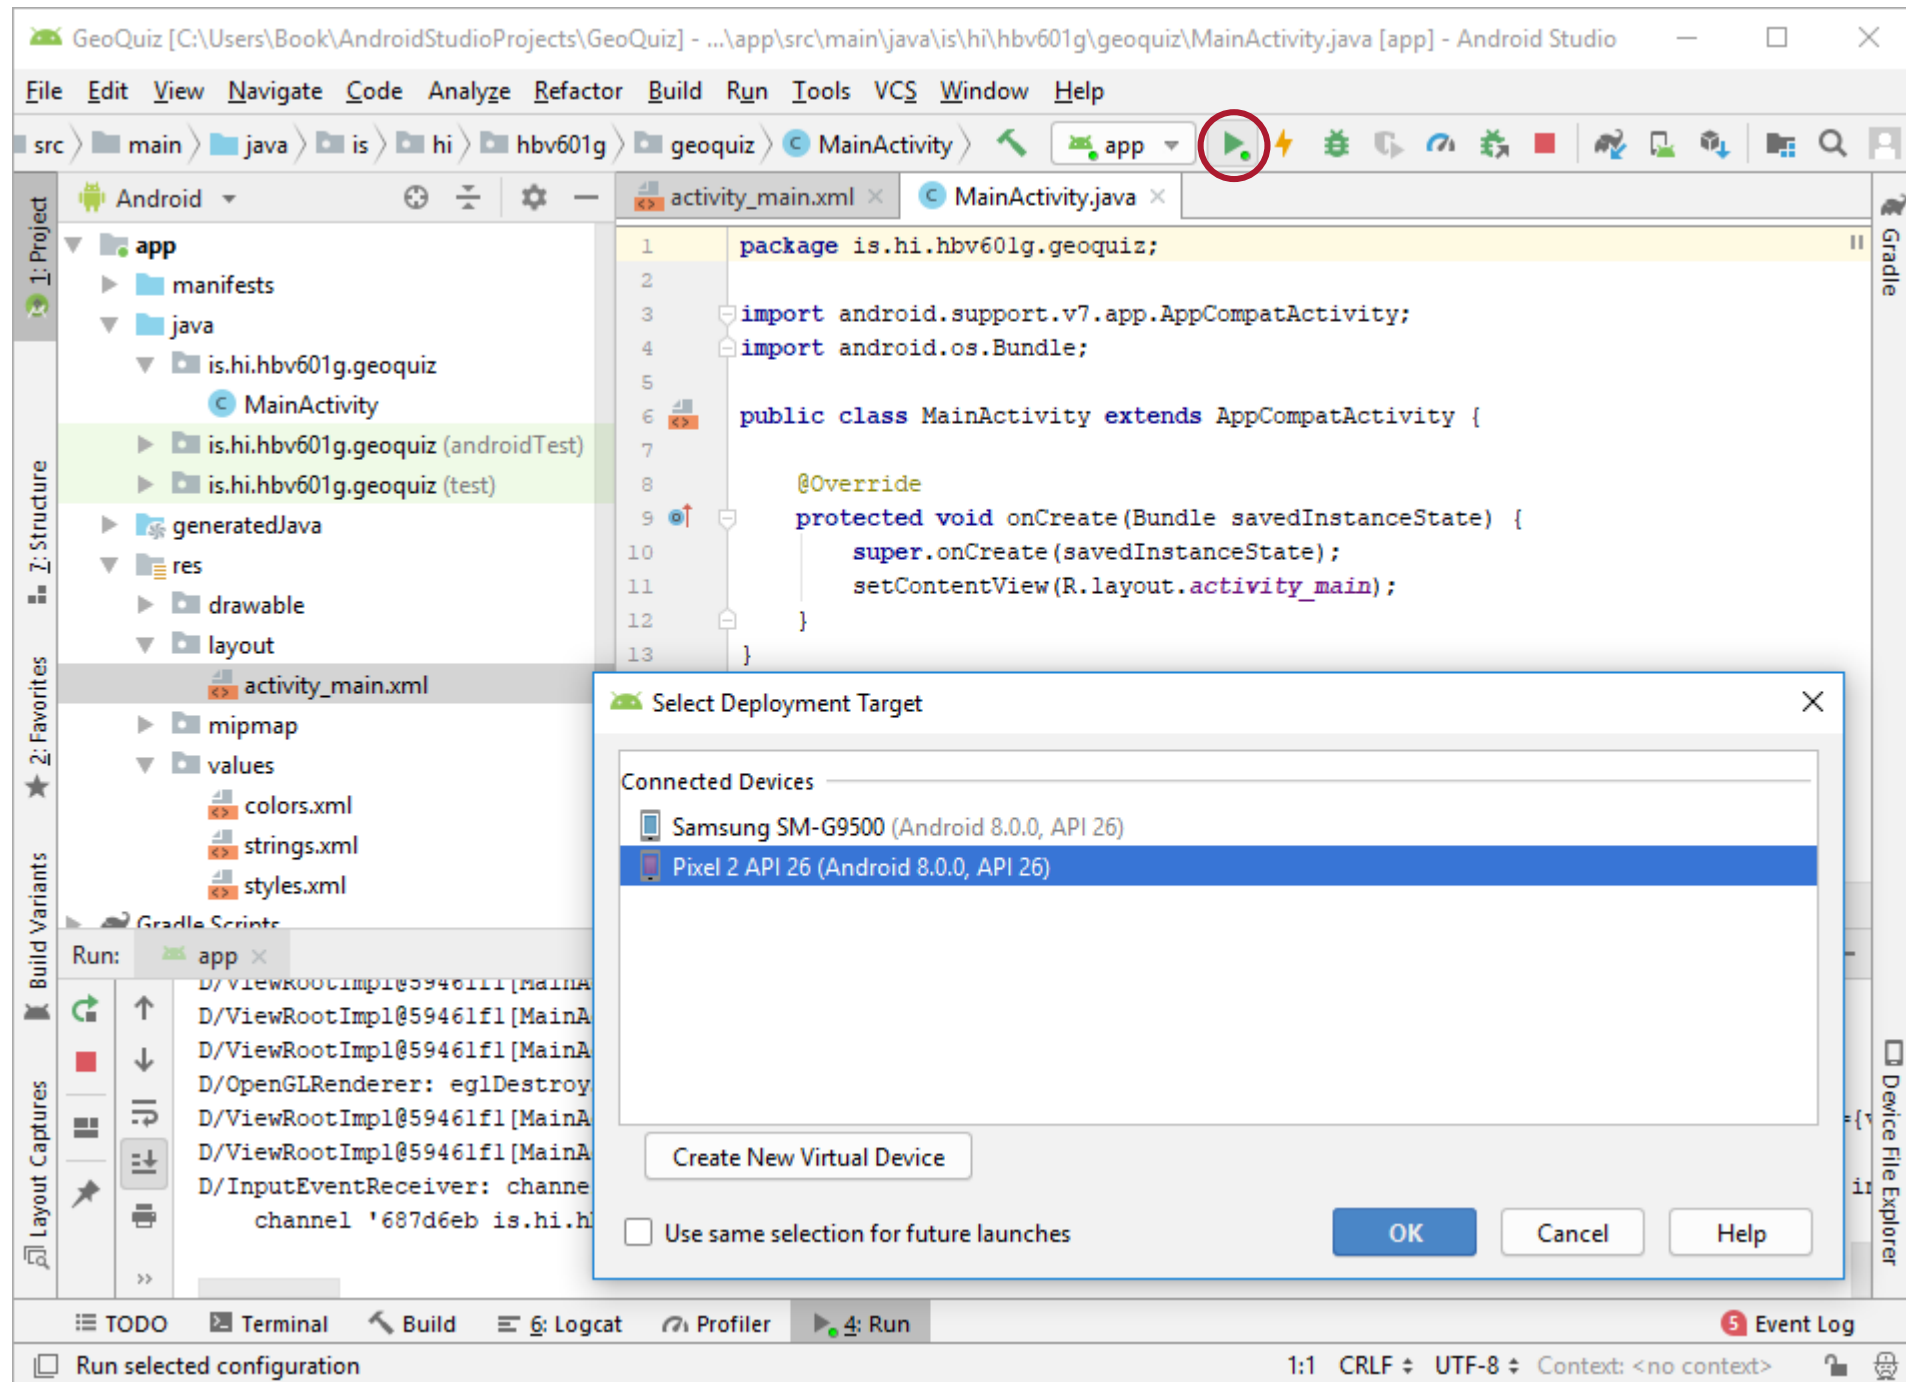 GeoQuiz [C:\Users\Book\AndroidStudioProjects\GeoQuiz] - ...\app\src\main\java\is\hi\hbv601g\geoquiz\MainActivity.java [app] - Android Studio
File Edit View Navigate Code Analyze Refactor Build Run Tools VCS Window Help
src main java is hi hbv601g geoquiz MainActivity app
1: Project
7: Structure
2: Favorites
Build Variants
Layout Captures
Android
app
manifests
java
is.hi.hbv601g.geoquiz
MainActivity
is.hi.hbv601g.geoquiz (androidTest)
is.hi.hbv601g.geoquiz (test)
generatedJava
res
drawable
layout
activity_main.xml
mipmap
values
colors.xml
strings.xml
styles.xml
Gradle Scripts
activity_main.xml MainActivity.java
1 package is.hi.hbv601g.geoquiz;
2
3 import android.support.v7.app.AppCompatActivity;
4 import android.os.Bundle;
5
6 public class MainActivity extends AppCompatActivity {
7
8 @Override
9 protected void onCreate(Bundle savedInstanceState) {
10 super.onCreate(savedInstanceState);
11 setContentView(R.layout.activity_main);
12 }
13 }
Gradle
Device File Explorer
Select Deployment Target
Connected Devices
Samsung SM-G9500 (Android 8.0.0, API 26)
Pixel 2 API 26 (Android 8.0.0, API 26)
Create New Virtual Device
Use same selection for future launches
OK Cancel Help
Run: app
D/ViewRootImpl@59461f1[MainA
D/ViewRootImpl@59461f1[MainA
D/ViewRootImpl@59461f1[MainA
D/OpenGLRenderer: eglDestroy
D/ViewRootImpl@59461f1[MainA
D/ViewRootImpl@59461f1[MainA
D/InputEventReceiver: channe
channel '687d6eb is.hi.h
TODO Terminal Build 6: Logcat Profiler 4: Run 5 Event Log
Run selected configuration 1:1 CRLF UTF-8 Context: <no context>